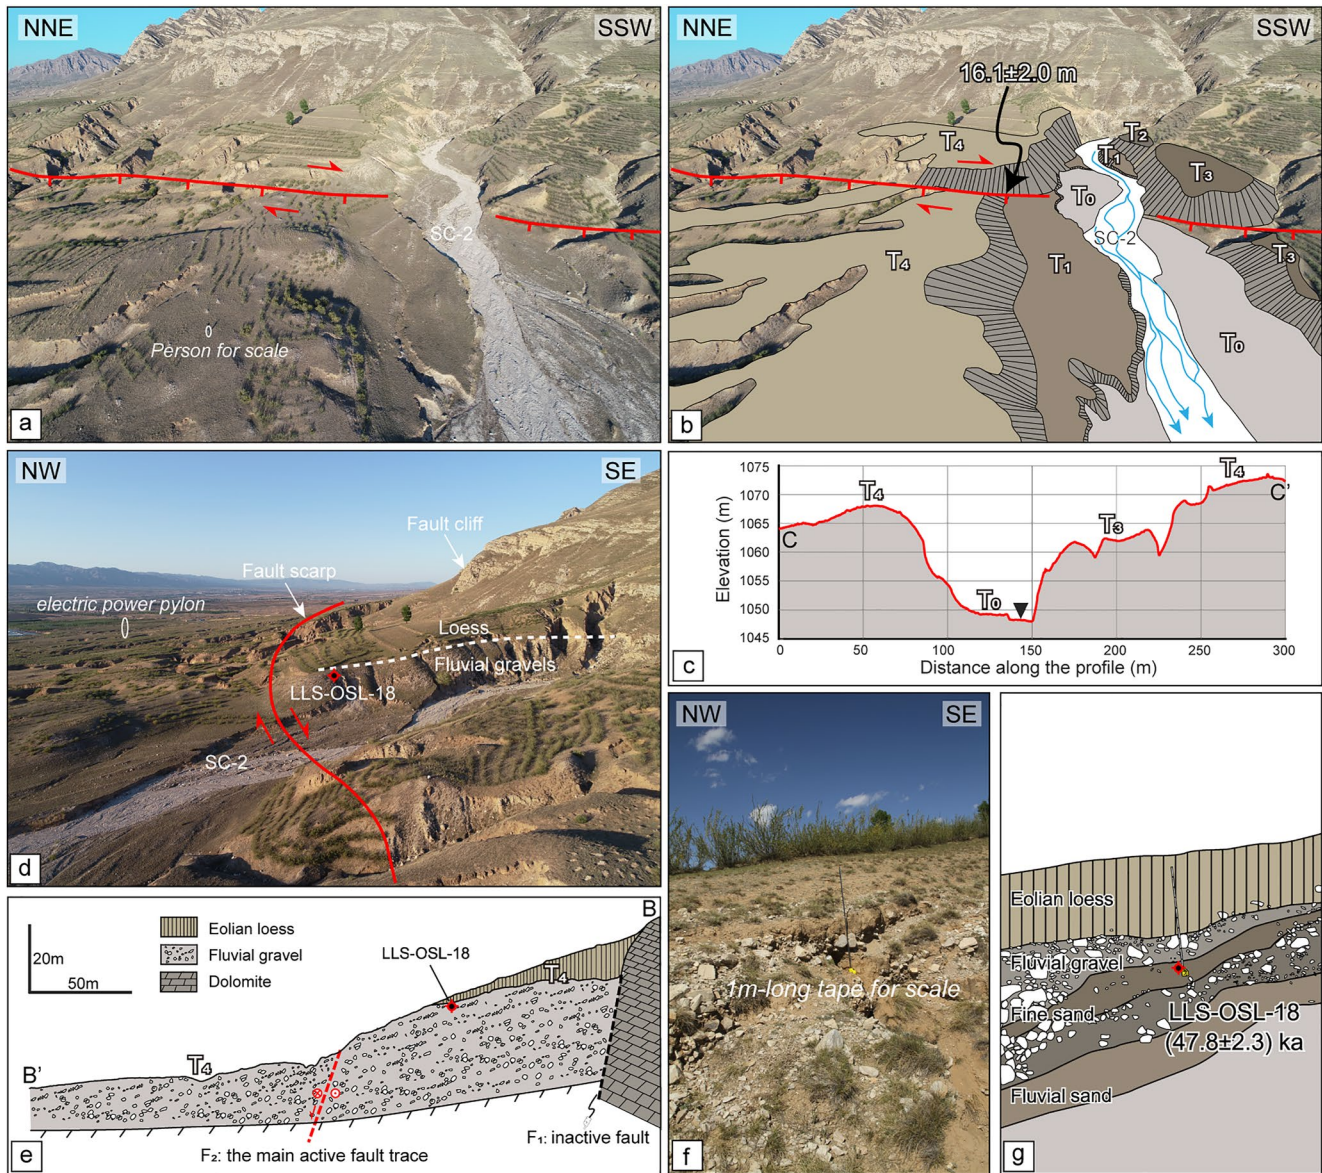 NNE
SSW
SC-2
Person for scale
a
NNE
SSW
16.1±2.0 m
T₄
T₂
T₁
T₃
T₀
SC-2
T₃
T₄
T₁
T₀
b
NW
SE
Fault cliff
Fault scarp
electric power pylon
Loess
Fluvial gravels
LLS-OSL-18
SC-2
d
Elevation (m)
1075
1070
1065
1060
1055
1050
1045
T₄
T₄
C
C'
T₃
T₀
0
50
100
150
200
250
300
Distance along the profile (m)
c
20m
50m
Eolian loess
Fluvial gravel
Dolomite
B
LLS-OSL-18
T₄
T₄
B'
F₁: inactive fault
F₂: the main active fault trace
e
NW
SE
1m-long tape for scale
f
Eolian loess
Fluvial gravel
Fine sand
LLS-OSL-18
(47.8±2.3) ka
Fluvial sand
g